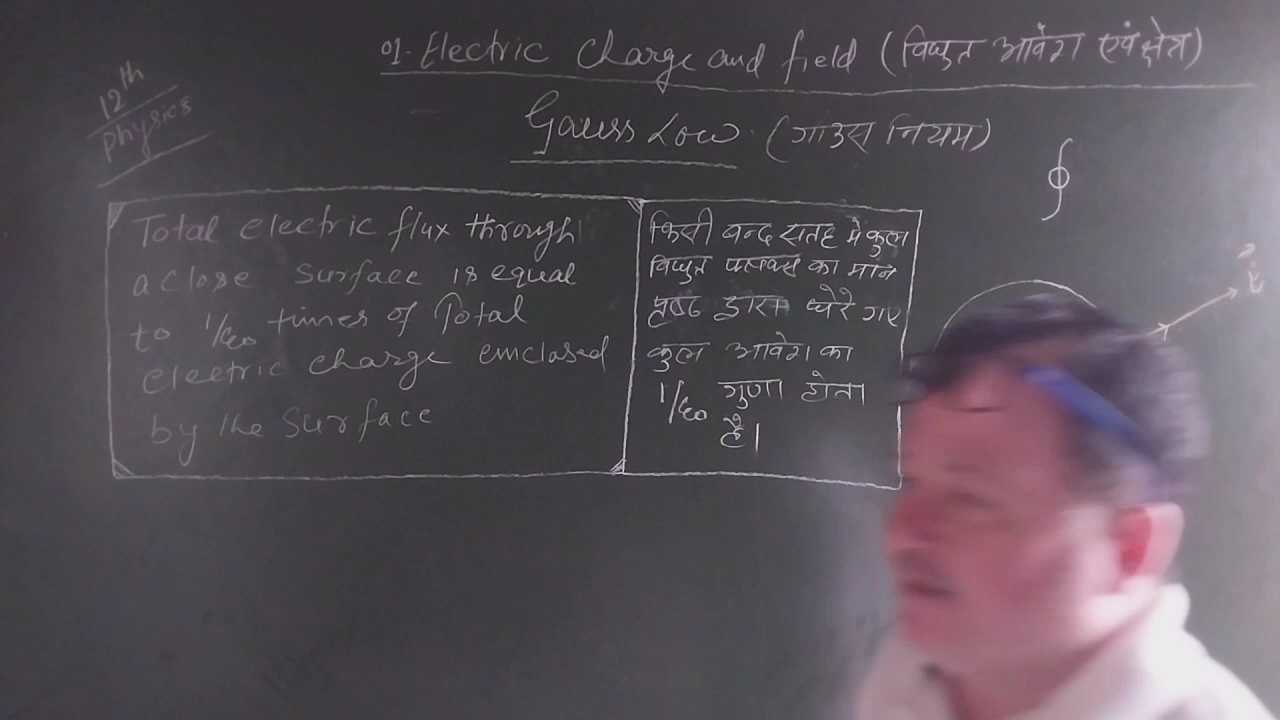 01. Electric Charge and field (विधुत आवेग एवं क्षेत्र)
12th
physics
Gauss Low. (गाउस नियम)
∮
Total electric flux through
a close surface is equal
to 1/ε0 times of Total
electric charge enclosed
by the surface
किसी बन्द सतह मे कुल
विधुत फ्लक्स का मान
पृष्ठ द्वारा घेरे गए
कुल आवेग का
1/ε0 गुणा होता
है।